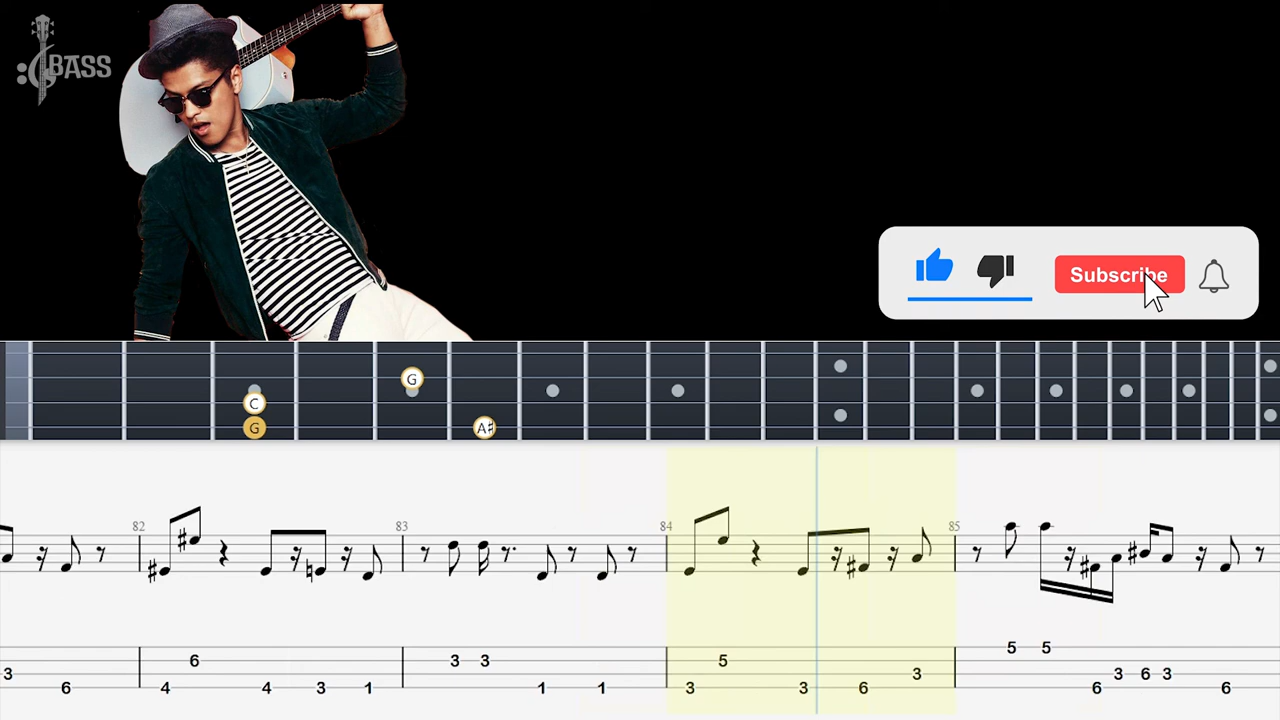 BASS
Subscribe
G
C
G
A♯
82
83
84
85
3 6 4 6 4 3 1 3 3 1 1 3 5 3 6 3 5 5 6 3 6 3 6